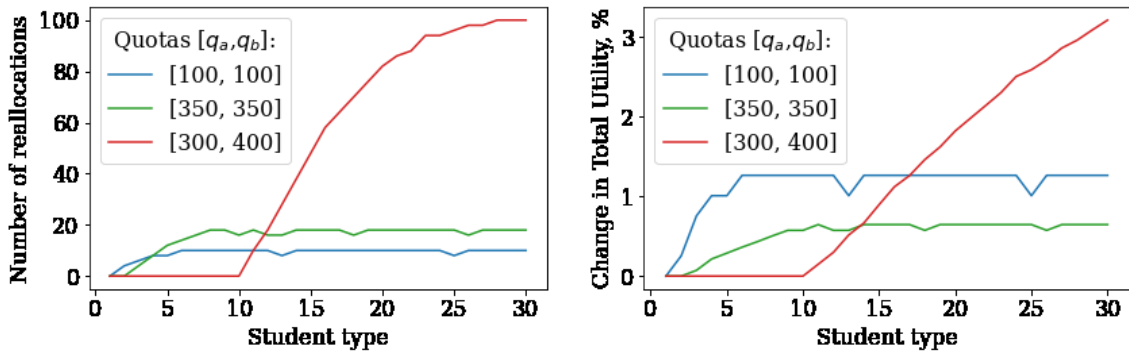 Number of reallocations
100
80
60
40
20
0
Quotas [q_a,q_b]:
[100, 100]
[350, 350]
[300, 400]
0 5 10 15 20 25 30
Student type
Change in Total Utility, %
3
2
1
0
Quotas [q_a,q_b]:
[100, 100]
[350, 350]
[300, 400]
0 5 10 15 20 25 30
Student type